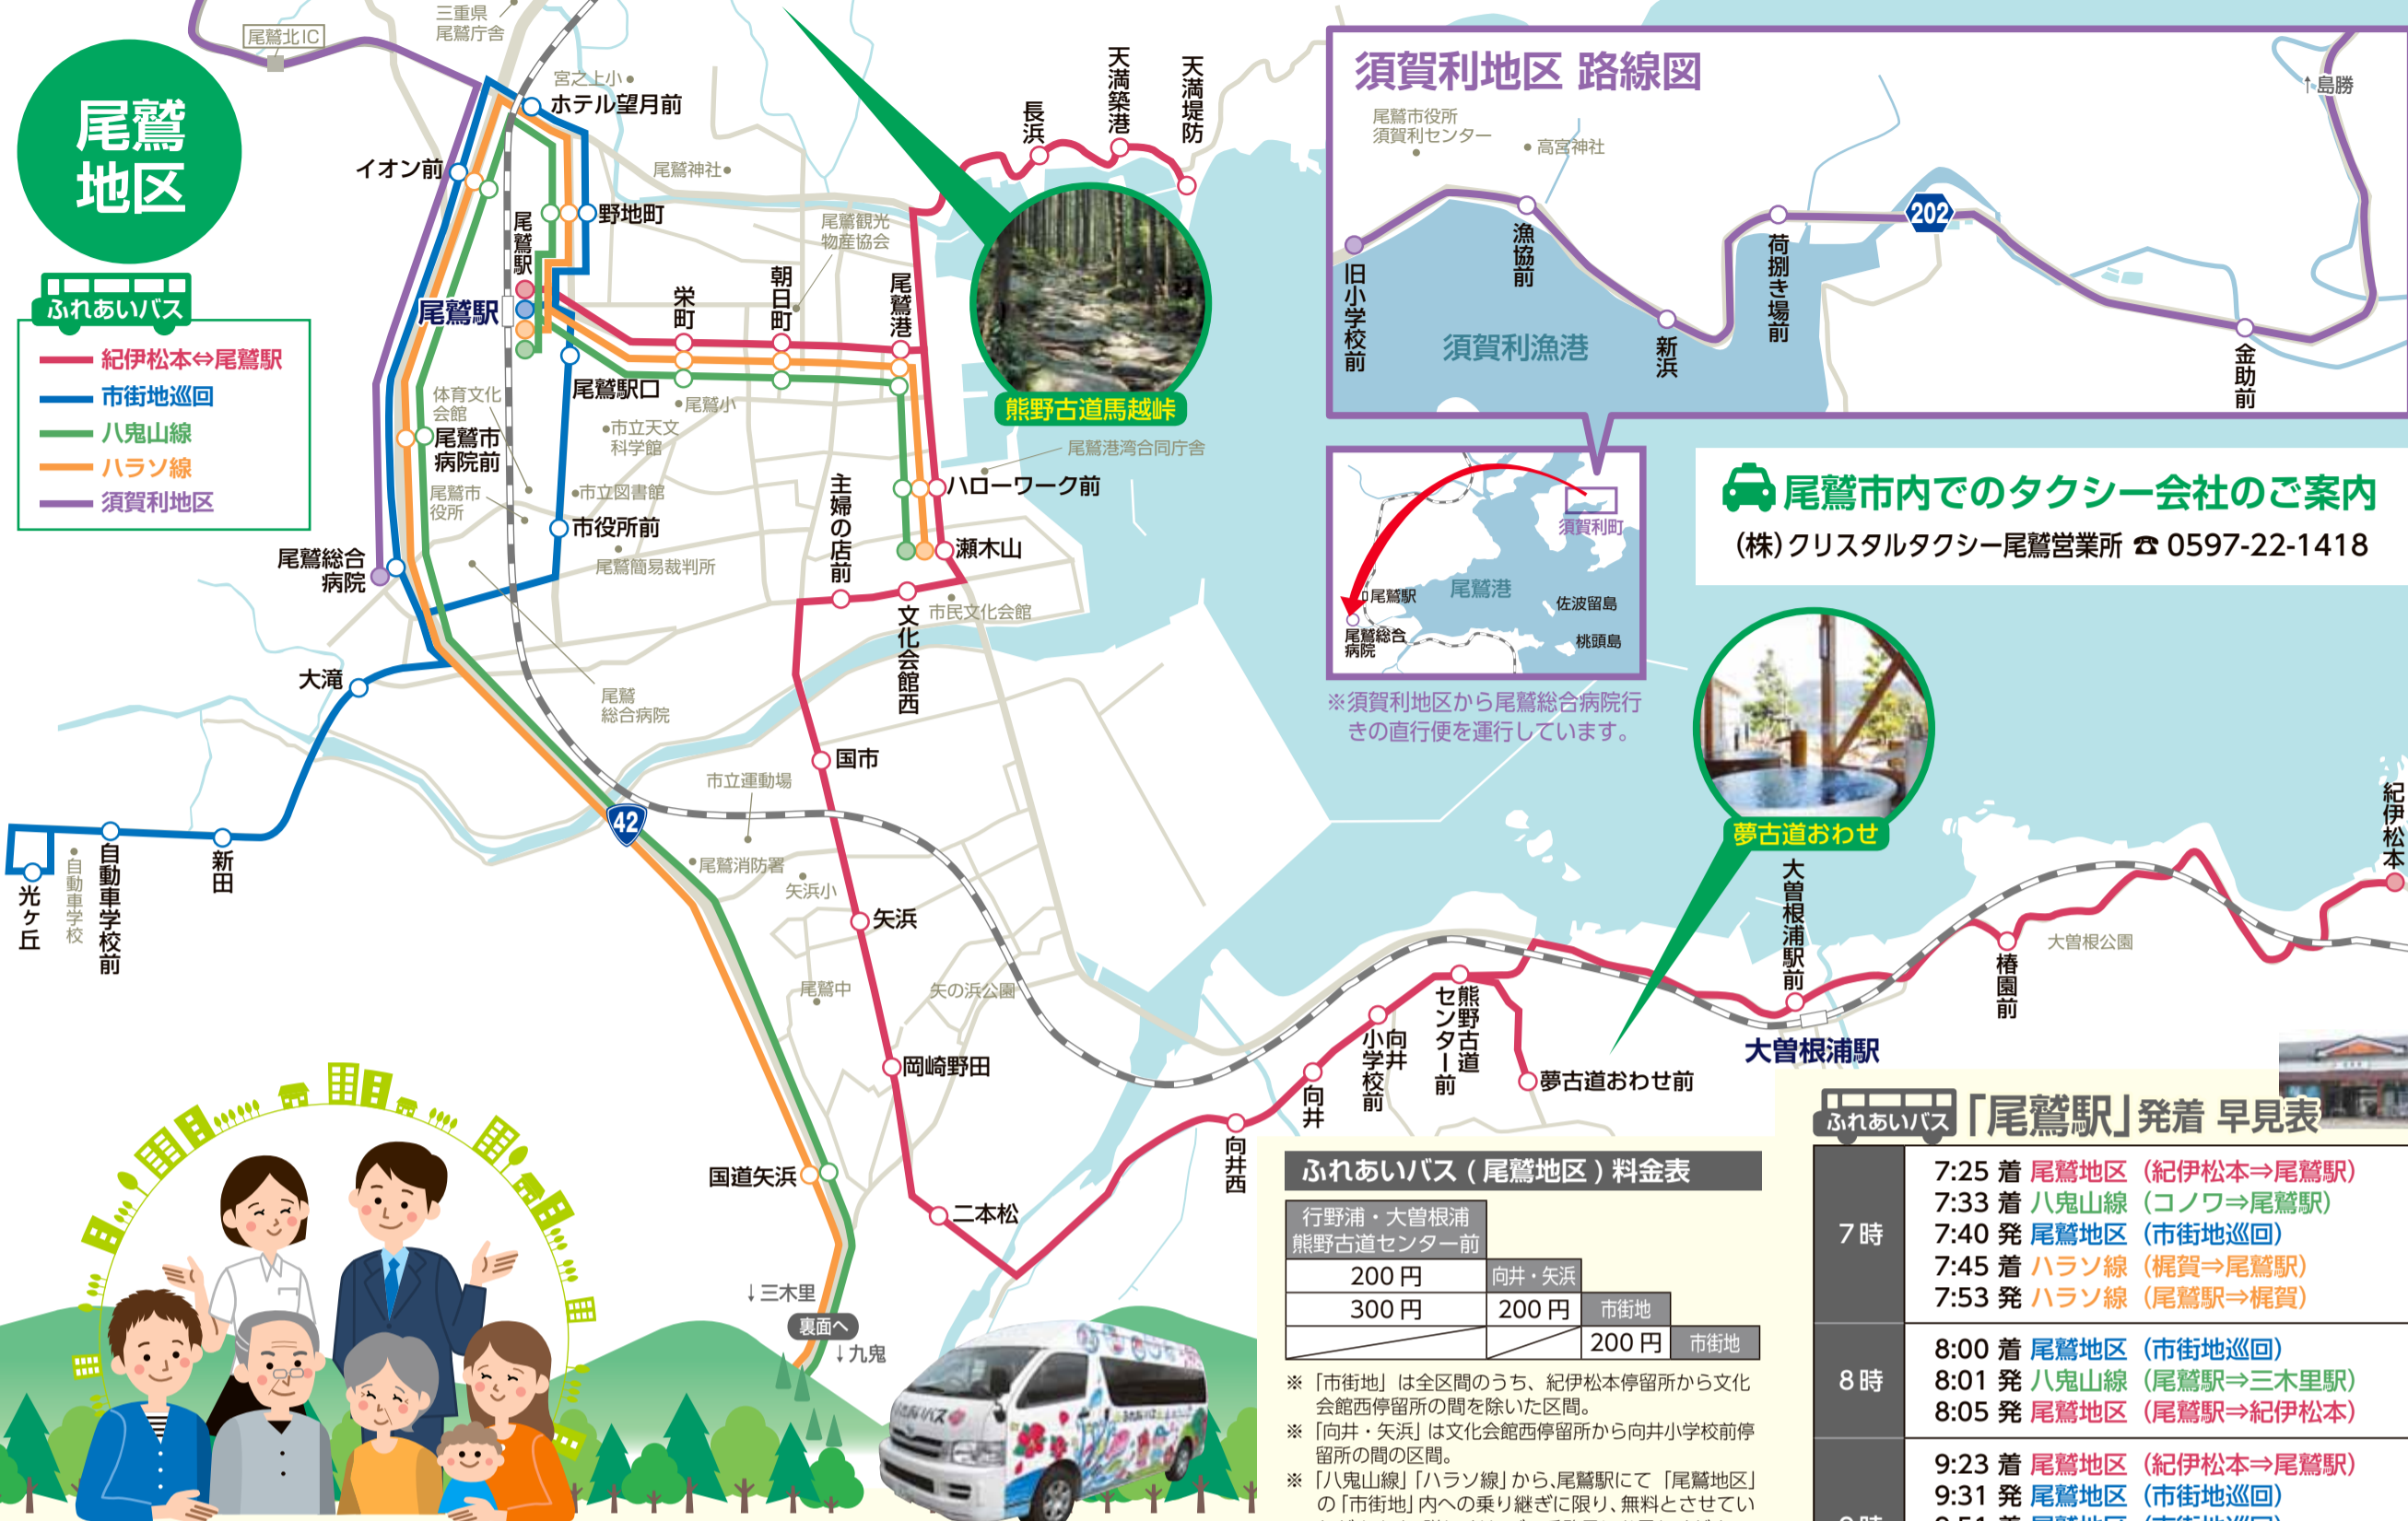 尾鷲
地区
ふれあいバス
紀伊松本⇔尾鷲駅
市街地巡回
八鬼山線
ハラソ線
須賀利地区
尾鷲北IC
三重県
尾鷲庁舎
宮之上小
ホテル望月前
イオン前
尾鷲神社
野地町
尾鷲駅
尾鷲駅
尾鷲観光
物産協会
栄町
朝日町
尾鷲港
長浜
天満築港
天満堤防
熊野古道馬越峠
尾鷲駅口
尾鷲小
体育文化
会館
市立天文
科学館
尾鷲市
病院前
尾鷲市
役所
市立図書館
市役所前
尾鷲簡易裁判所
尾鷲港湾合同庁舎
ハローワーク前
主婦の店前
瀬木山
尾鷲総合
病院
市民文化会館
文化会館西
大滝
尾鷲
総合病院
国市
市立運動場
42
尾鷲消防署
矢浜小
矢浜
新田
自動車学校前
自動車学校
光ヶ丘
尾鷲中
矢の浜公園
岡崎野田
国道矢浜
二本松
↓三木里
裏面へ
↓九鬼
向井西
向井
向井
小学校前
熊野古道
センター前
夢古道おわせ前
夢古道おわせ
大曽根浦駅前
大曽根浦駅
椿園前
大曽根公園
紀伊松本
須賀利地区 路線図
尾鷲市役所
須賀利センター
高宮神社
↑島勝
202
旧小学校前
漁協前
須賀利漁港
新浜
荷捌き場前
金助前
須賀利町
尾鷲駅
尾鷲港
佐波留島
尾鷲総合
病院
桃頭島
※須賀利地区から尾鷲総合病院行
きの直行便を運行しています。
尾鷲市内でのタクシー会社のご案内
(株)クリスタルタクシー尾鷲営業所 ☎ 0597-22-1418
ふれあいバス(尾鷲地区)料金表
行野浦・大曽根浦
熊野古道センター前
200円 向井・矢浜
300円 200円 市街地
200円 市街地
※「市街地」は全区間のうち、紀伊松本停留所から文化
会館西停留所の間を除いた区間。
※「向井・矢浜」は文化会館西停留所から向井小学校前停
留所の間の区間。
※「八鬼山線」「ハラソ線」から、尾鷲駅にて「尾鷲地区」
の「市街地」内への乗り継ぎに限り、無料とさせてい
ふれあいバス 「尾鷲駅」発着 早見表
7時
7:25 着 尾鷲地区(紀伊松本⇒尾鷲駅)
7:33 着 八鬼山線(コノワ⇒尾鷲駅)
7:40 発 尾鷲地区(市街地巡回)
7:45 着 ハラソ線(梶賀⇒尾鷲駅)
7:53 発 ハラソ線(尾鷲駅⇒梶賀)
8時
8:00 着 尾鷲地区(市街地巡回)
8:01 発 八鬼山線(尾鷲駅⇒三木里駅)
8:05 発 尾鷲地区(尾鷲駅⇒紀伊松本)
9:23 着 尾鷲地区(紀伊松本⇒尾鷲駅)
9:31 発 尾鷲地区(市街地巡回)
9:51 着 尾鷲地区(市街地巡回)